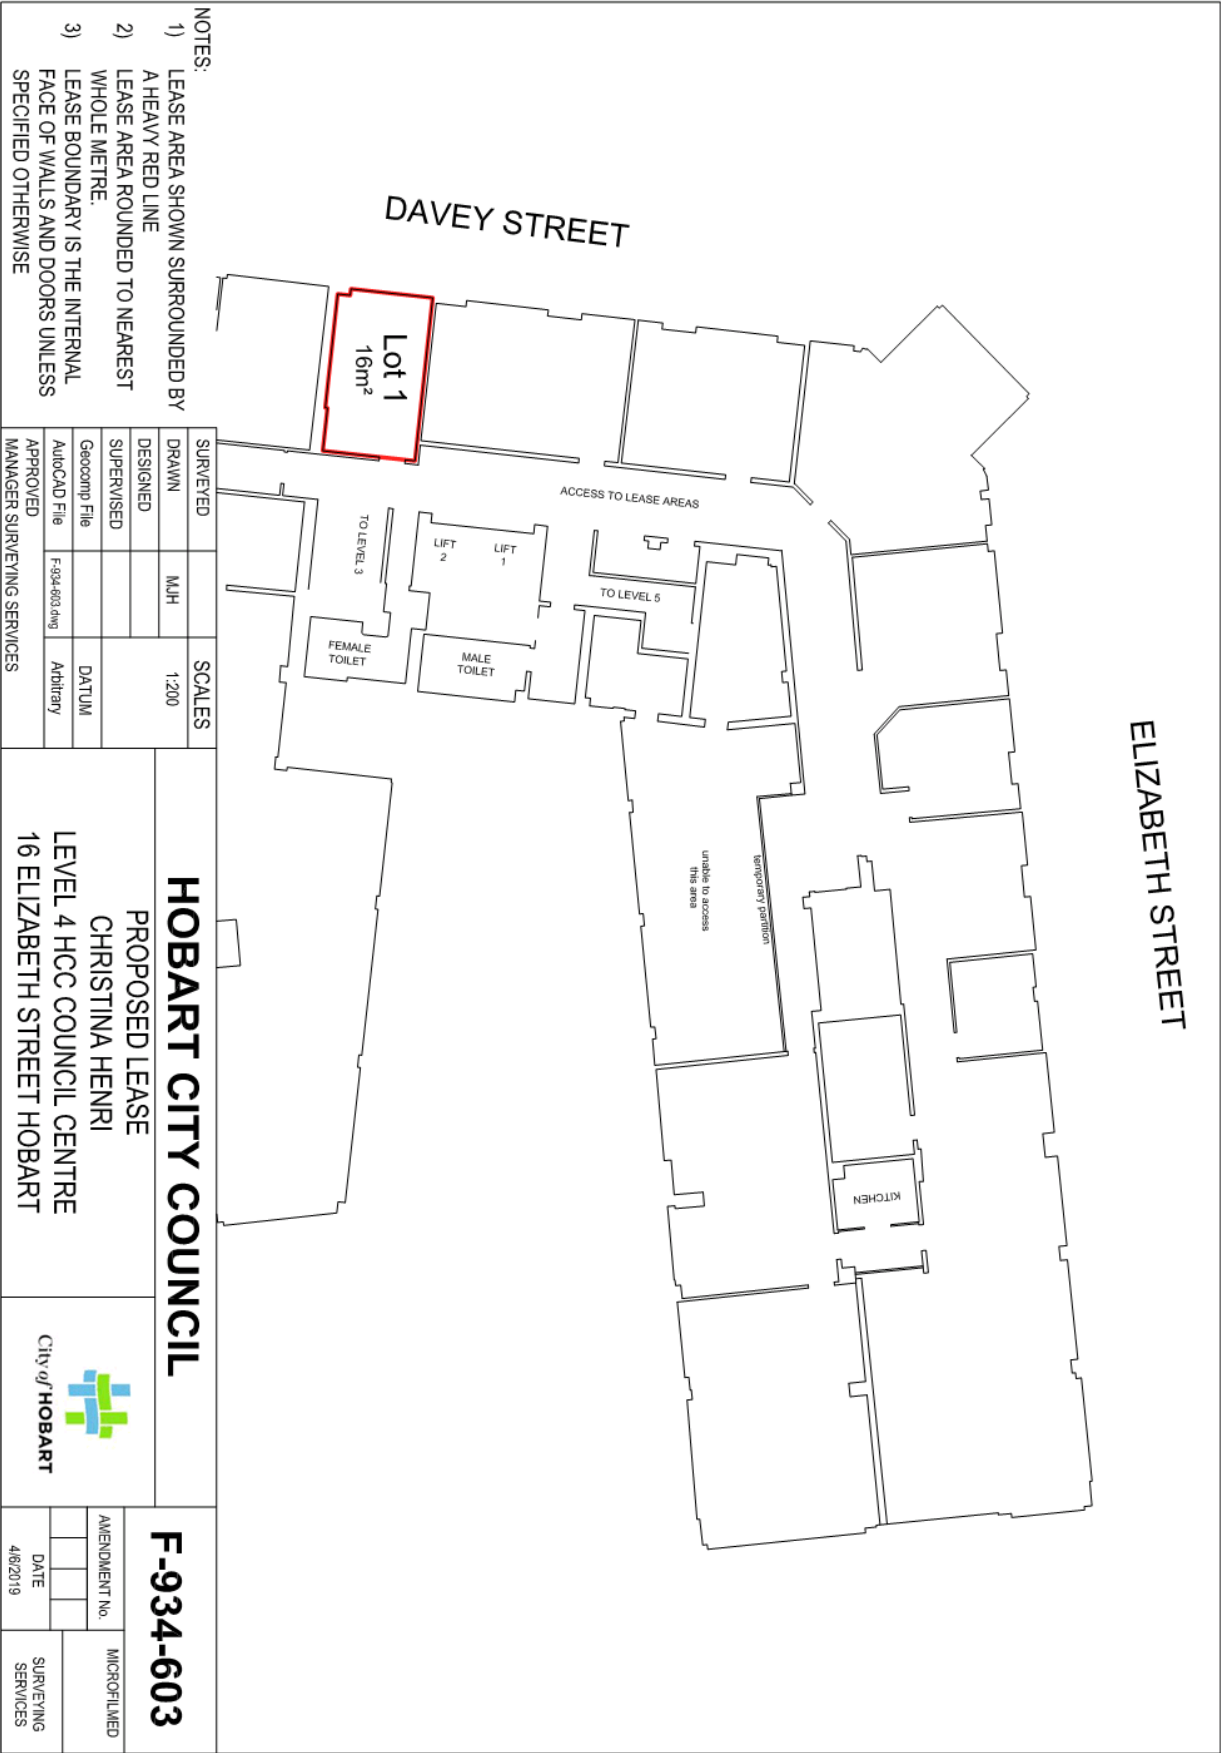 DAVEY STREET
ELIZABETH STREET
Lot 1
16m²
ACCESS TO LEASE AREAS
TO LEVEL 3
LIFT
2
LIFT
1
TO LEVEL 5
FEMALE
TOILET
MALE
TOILET
temporary partition
unable to access
this area
KITCHEN
NOTES:
1) LEASE AREA SHOWN SURROUNDED BY
A HEAVY RED LINE
2) LEASE AREA ROUNDED TO NEAREST
WHOLE METRE.
3) LEASE BOUNDARY IS THE INTERNAL
FACE OF WALLS AND DOORS UNLESS
SPECIFIED OTHERWISE
SURVEYED
SCALES
DRAWN MJH 1:200
DESIGNED
SUPERVISED
Geocomp File DATUM
AutoCAD File F-934-603.dwg Arbitrary
APPROVED
MANAGER SURVEYING SERVICES
HOBART CITY COUNCIL
PROPOSED LEASE
CHRISTINA HENRI
LEVEL 4 HCC COUNCIL CENTRE
16 ELIZABETH STREET HOBART
City of HOBART
F-934-603
AMENDMENT No.
MICROFILMED
DATE
4/6/2019
SURVEYING
SERVICES